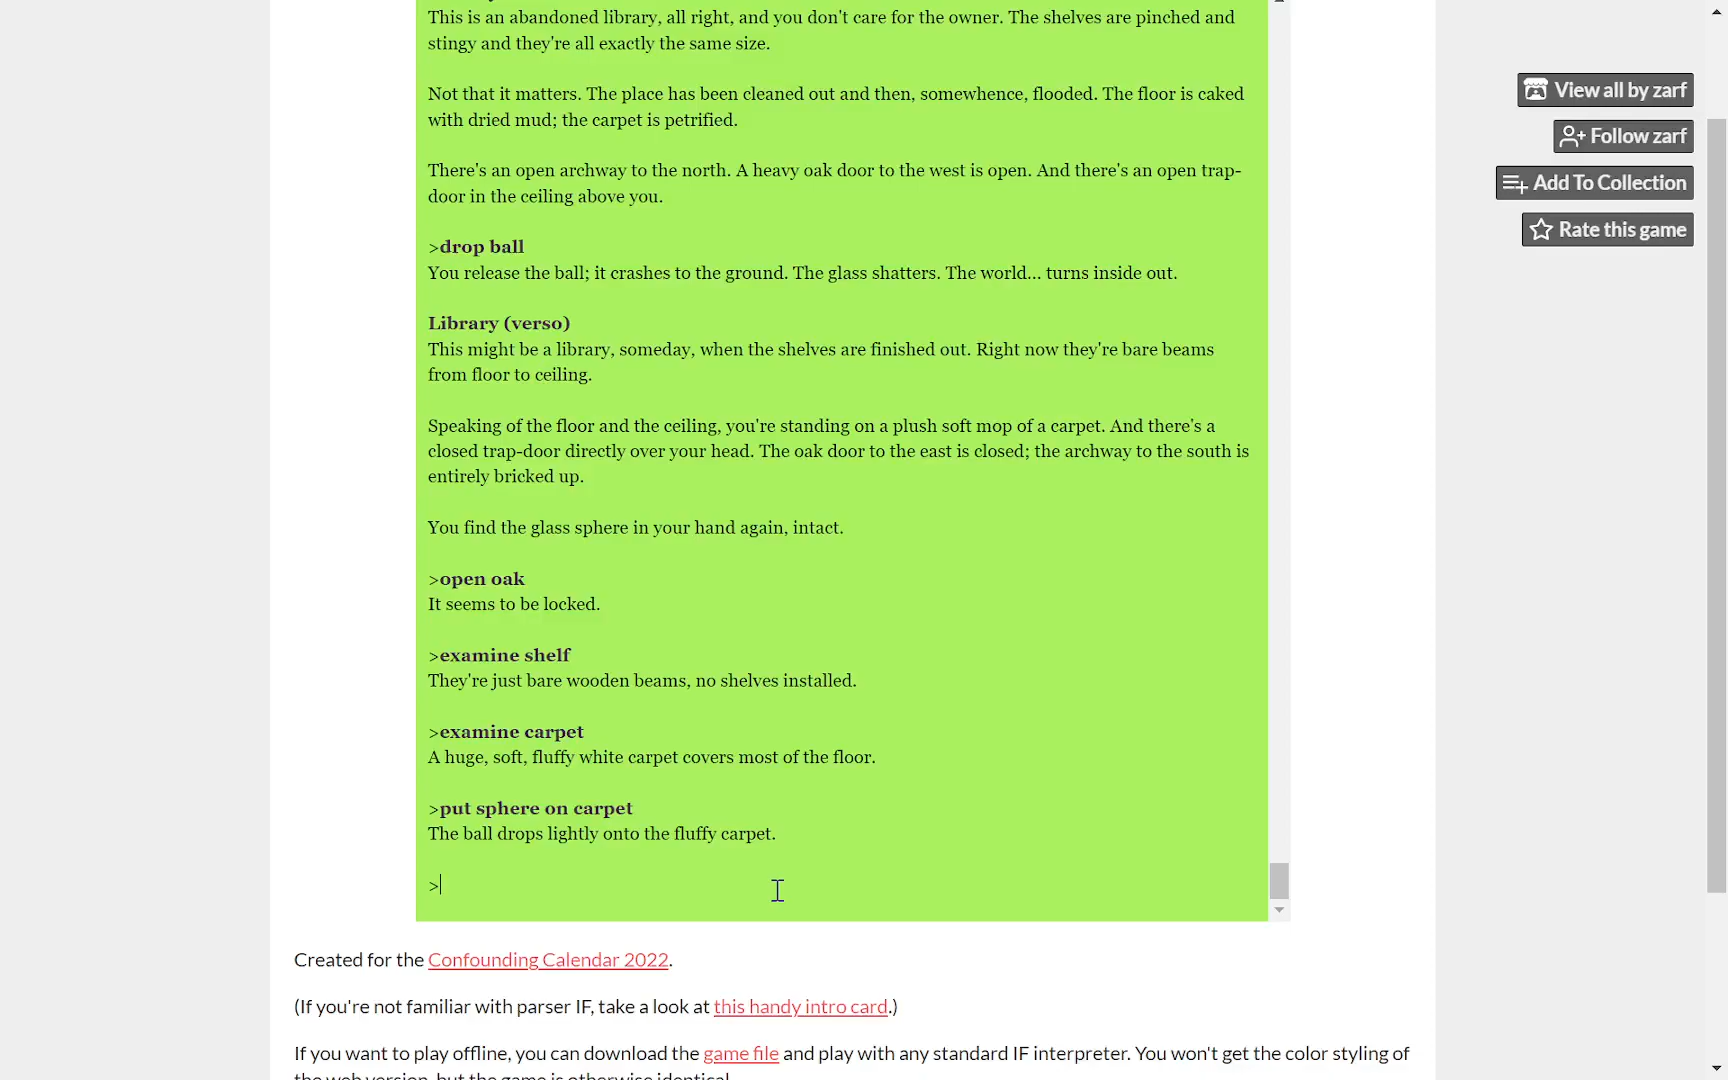 This is an abandoned library, all right, and you don't care for the owner. The shelves are pinched and
stingy and they're all exactly the same size.
Not that it matters. The place has been cleaned out and then, somewhence, flooded. The floor is caked
with dried mud; the carpet is petrified.
There's an open archway to the north. A heavy oak door to the west is open. And there's an open trap-
door in the ceiling above you.
>drop ball
You release the ball; it crashes to the ground. The glass shatters. The world... turns inside out.
Library (verso)
This might be a library, someday, when the shelves are finished out. Right now they're bare beams
from floor to ceiling.
Speaking of the floor and the ceiling, you're standing on a plush soft mop of a carpet. And there's a
closed trap-door directly over your head. The oak door to the east is closed; the archway to the south is
entirely bricked up.
You find the glass sphere in your hand again, intact.
>open oak
It seems to be locked.
>examine shelf
They're just bare wooden beams, no shelves installed.
>examine carpet
A huge, soft, fluffy white carpet covers most of the floor.
>put sphere on carpet
The ball drops lightly onto the fluffy carpet.
>
Created for the Confounding Calendar 2022.
(If you're not familiar with parser IF, take a look at this handy intro card.)
If you want to play offline, you can download the game file and play with any standard IF interpreter. You won't get the color styling of
the web version, but the game is otherwise identical.
View all by zarf
Follow zarf
Add To Collection
Rate this game